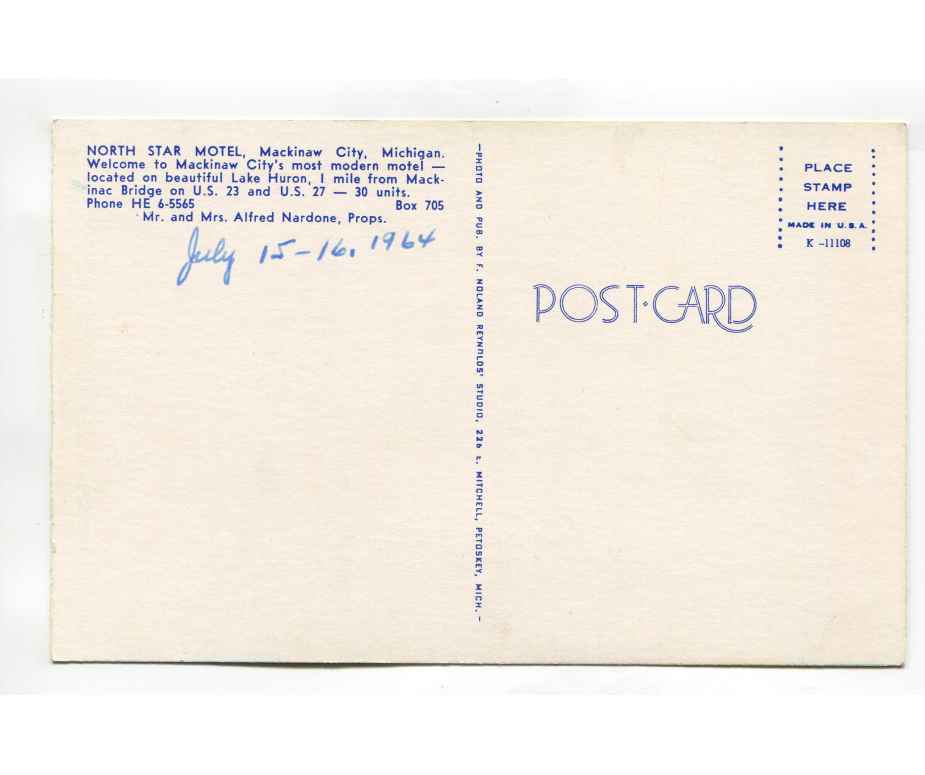 NORTH STAR MOTEL, Mackinaw City, Michigan.
Welcome to Mackinaw City's most modern motel —
located on beautiful Lake Huron, 1 mile from Mack-
inac Bridge on U.S. 23 and U.S. 27 — 30 units.
Phone HE 6-5565 Box 705
Mr. and Mrs. Alfred Nardone, Props.
July 15-16, 1964
—PHOTO AND PUB. BY F. NOLAND REYNOLDS' STUDIO, 226 E. MITCHELL, PETOSKEY, MICH.—
PLACE
STAMP
HERE
MADE IN U.S.A.
K -11108
POST-CARD